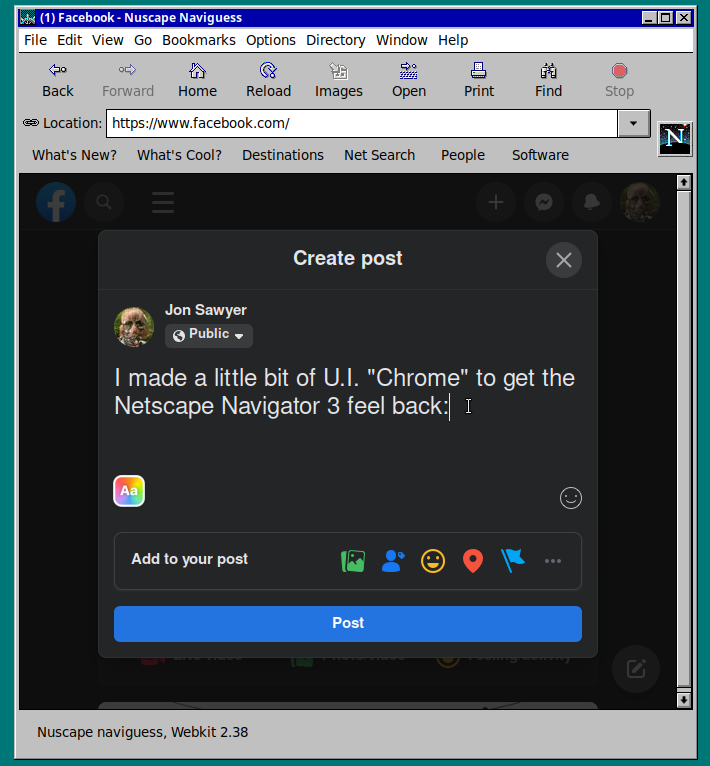 (1) Facebook - Nuscape Naviguess
File Edit View Go Bookmarks Options Directory Window Help
Back Forward Home Reload Images Open Print Find Stop
Location: https://www.facebook.com/
N
What's New? What's Cool? Destinations Net Search People Software
Create post
Jon Sawyer
Public
I made a little bit of U.I. "Chrome" to get the
Netscape Navigator 3 feel back:
Aa
Add to your post
Post
Nuscape naviguess, Webkit 2.38